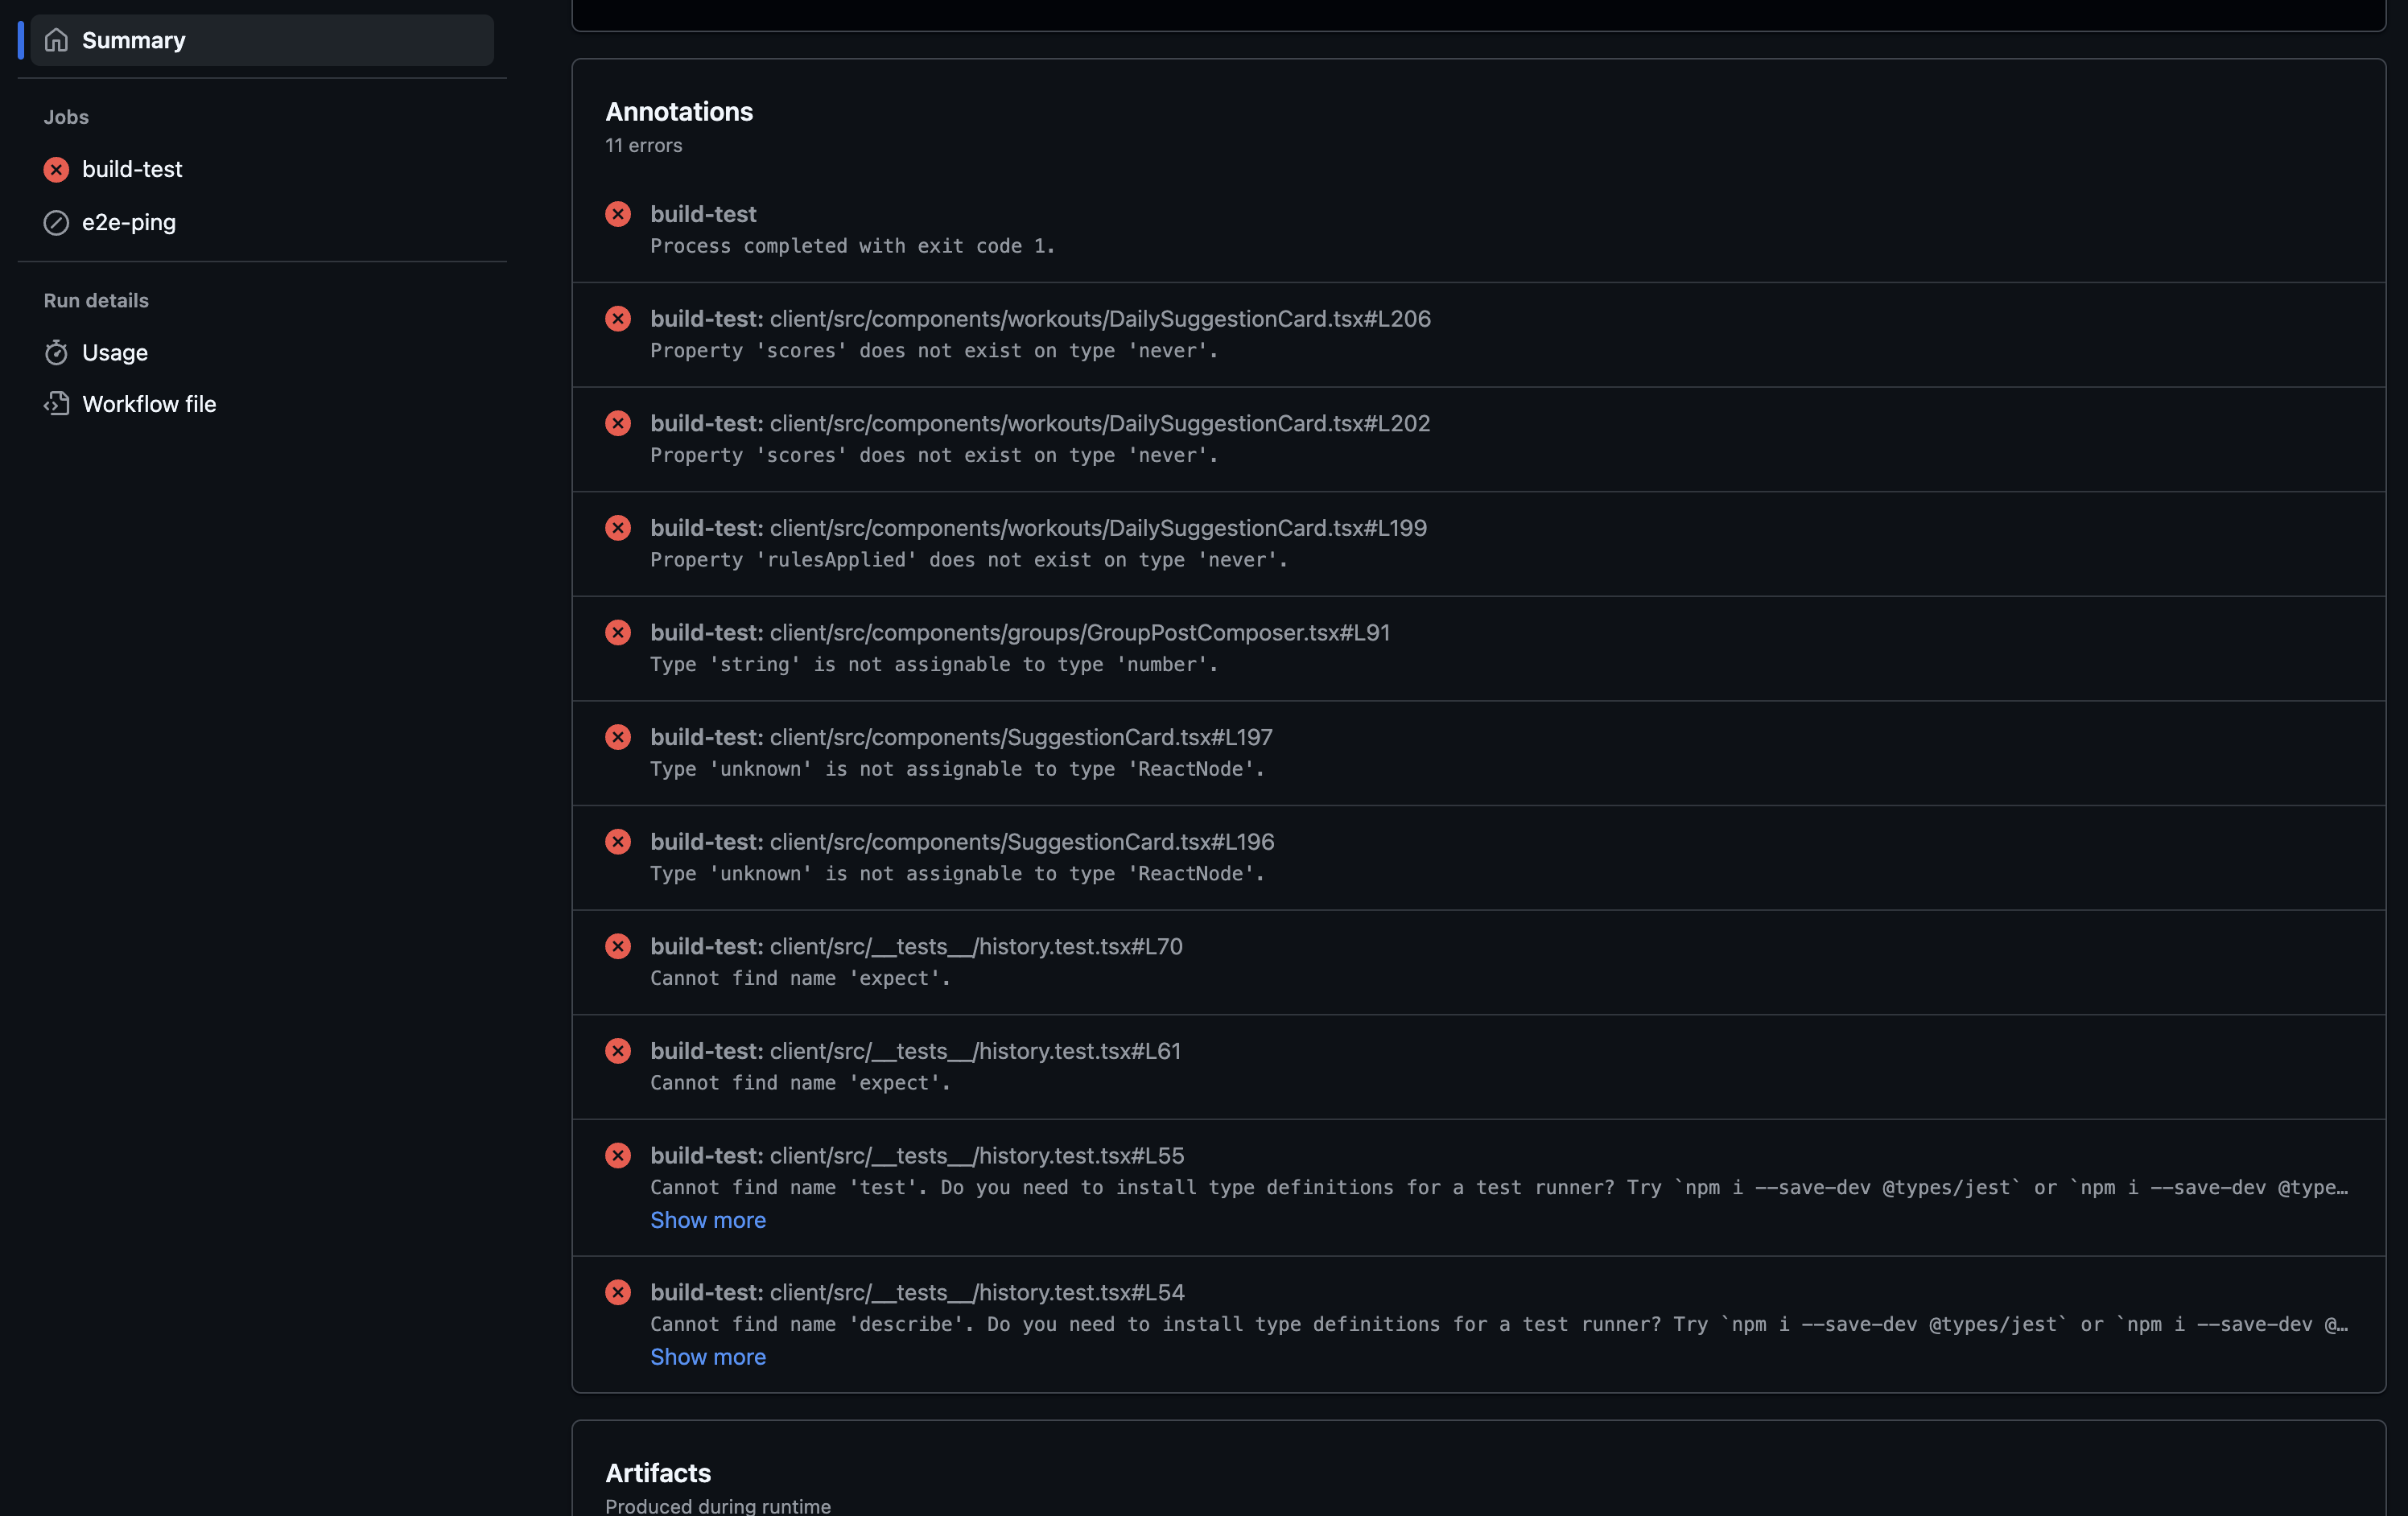 Summary
Jobs
build-test
e2e-ping
Run details
Usage
Workflow file
Annotations
11 errors
build-test
Process completed with exit code 1.
build-test: client/src/components/workouts/DailySuggestionCard.tsx#L206
Property 'scores' does not exist on type 'never'.
build-test: client/src/components/workouts/DailySuggestionCard.tsx#L202
Property 'scores' does not exist on type 'never'.
build-test: client/src/components/workouts/DailySuggestionCard.tsx#L199
Property 'rulesApplied' does not exist on type 'never'.
build-test: client/src/components/groups/GroupPostComposer.tsx#L91
Type 'string' is not assignable to type 'number'.
build-test: client/src/components/SuggestionCard.tsx#L197
Type 'unknown' is not assignable to type 'ReactNode'.
build-test: client/src/components/SuggestionCard.tsx#L196
Type 'unknown' is not assignable to type 'ReactNode'.
build-test: client/src/__tests__/history.test.tsx#L70
Cannot find name 'expect'.
build-test: client/src/__tests__/history.test.tsx#L61
Cannot find name 'expect'.
build-test: client/src/__tests__/history.test.tsx#L55
Cannot find name 'test'. Do you need to install type definitions for a test runner? Try `npm i --save-dev @types/jest` or `npm i --save-dev @type…
Show more
build-test: client/src/__tests__/history.test.tsx#L54
Cannot find name 'describe'. Do you need to install type definitions for a test runner? Try `npm i --save-dev @types/jest` or `npm i --save-dev @…
Show more
Artifacts
Produced during runtime